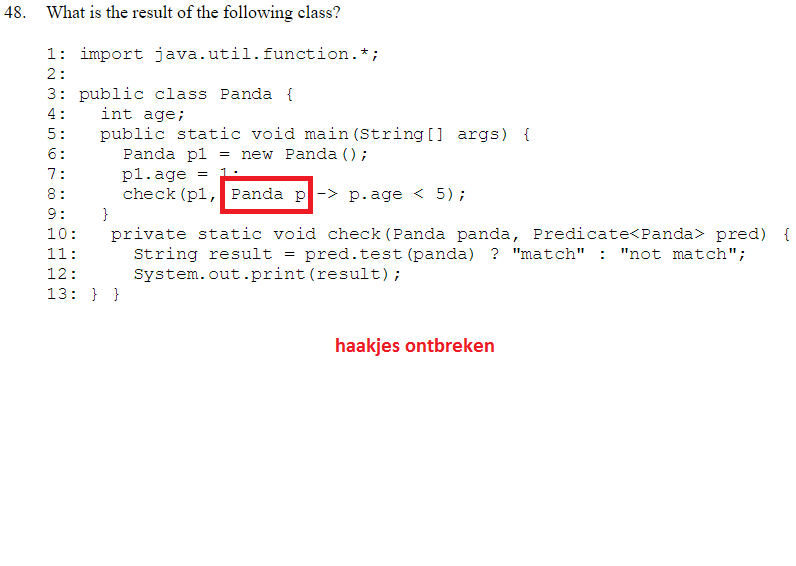 48. What is the result of the following class?
1: import java.util.function.*;
2:
3: public class Panda {
4: int age;
5: public static void main(String[] args) {
6: Panda p1 = new Panda();
7: p1.age = 1;
8: check(p1, Panda p -> p.age < 5);
9: }
10: private static void check(Panda panda, Predicate<Panda> pred) {
11: String result = pred.test(panda) ? "match" : "not match";
12: System.out.print(result);
13: } }
haakjes ontbreken